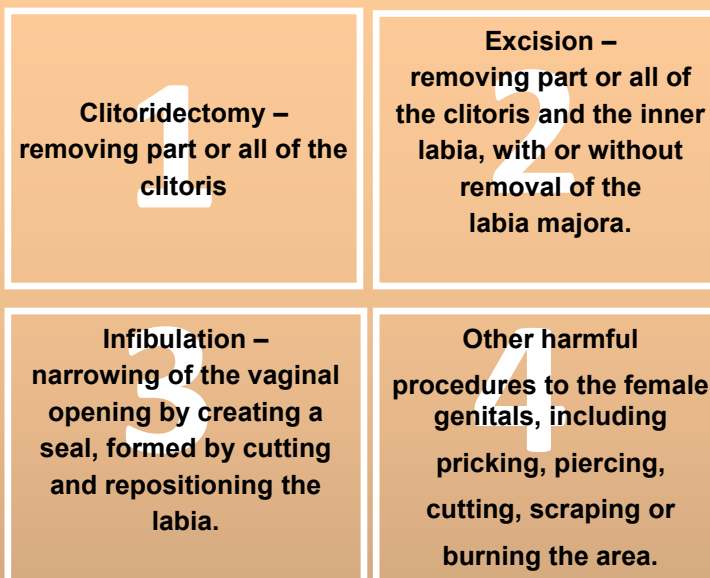 1
Clitoridectomy –
removing part or all of the
clitoris
2
Excision –
removing part or all of
the clitoris and the inner
labia, with or without
removal of the
labia majora.
3
Infibulation –
narrowing of the vaginal
opening by creating a
seal, formed by cutting
and repositioning the
labia.
4
Other harmful
procedures to the female
genitals, including
pricking, piercing,
cutting, scraping or
burning the area.